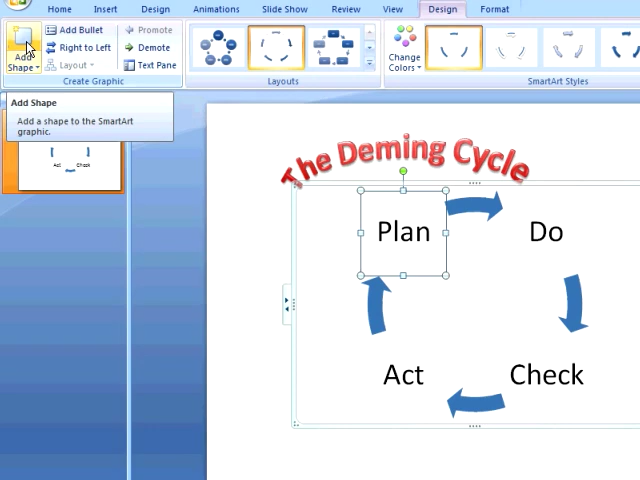 Home Insert Design Animations Slide Show Review View Design Format
Add Shape
Add Bullet
Right to Left
Layout
Promote
Demote
Text Pane
Create Graphic
Layouts
Change Colors
SmartArt Styles
Add Shape
Add a shape to the SmartArt
graphic.
Act Check
The Deming Cycle
Plan Do
Act Check